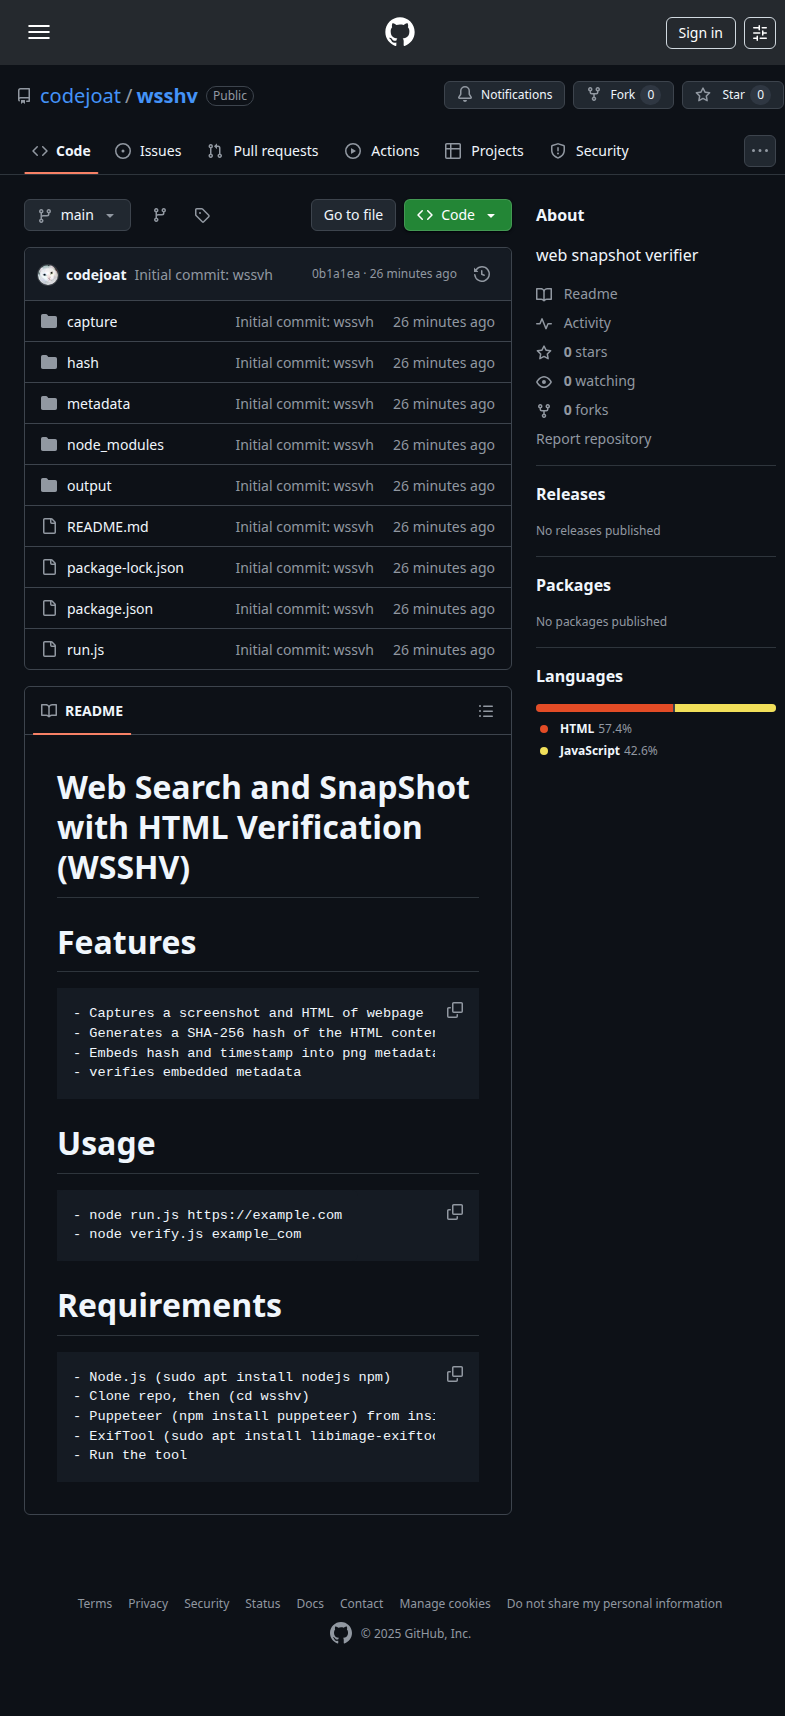 Sign in
codejoat / wsshv Public
Notifications Fork 0 Star 0
Code Issues Pull requests Actions Projects Security
main Go to file Code
codejoat Initial commit: wsshv 0b1a1ea · 26 minutes ago
capture Initial commit: wssvh 26 minutes ago
hash Initial commit: wssvh 26 minutes ago
metadata Initial commit: wssvh 26 minutes ago
node_modules Initial commit: wssvh 26 minutes ago
output Initial commit: wssvh 26 minutes ago
README.md Initial commit: wssvh 26 minutes ago
package-lock.json Initial commit: wssvh 26 minutes ago
package.json Initial commit: wssvh 26 minutes ago
run.js Initial commit: wssvh 26 minutes ago
README
Web Search and SnapShot
with HTML Verification
(WSSHV)
Features
- Captures a screenshot and HTML of webpage
- Generates a SHA-256 hash of the HTML conten
- Embeds hash and timestamp into png metadata
- verifies embedded metadata
Usage
- node run.js https://example.com
- node verify.js example_com
Requirements
- Node.js (sudo apt install nodejs npm)
- Clone repo, then (cd wsshv)
- Puppeteer (npm install puppeteer) from insi
- ExifTool (sudo apt install libimage-exiftoo
- Run the tool
About
web snapshot verifier
Readme
Activity
0 stars
0 watching
0 forks
Report repository
Releases
No releases published
Packages
No packages published
Languages
HTML 57.4%
JavaScript 42.6%
Terms Privacy Security Status Docs Contact Manage cookies Do not share my personal information
© 2025 GitHub, Inc.